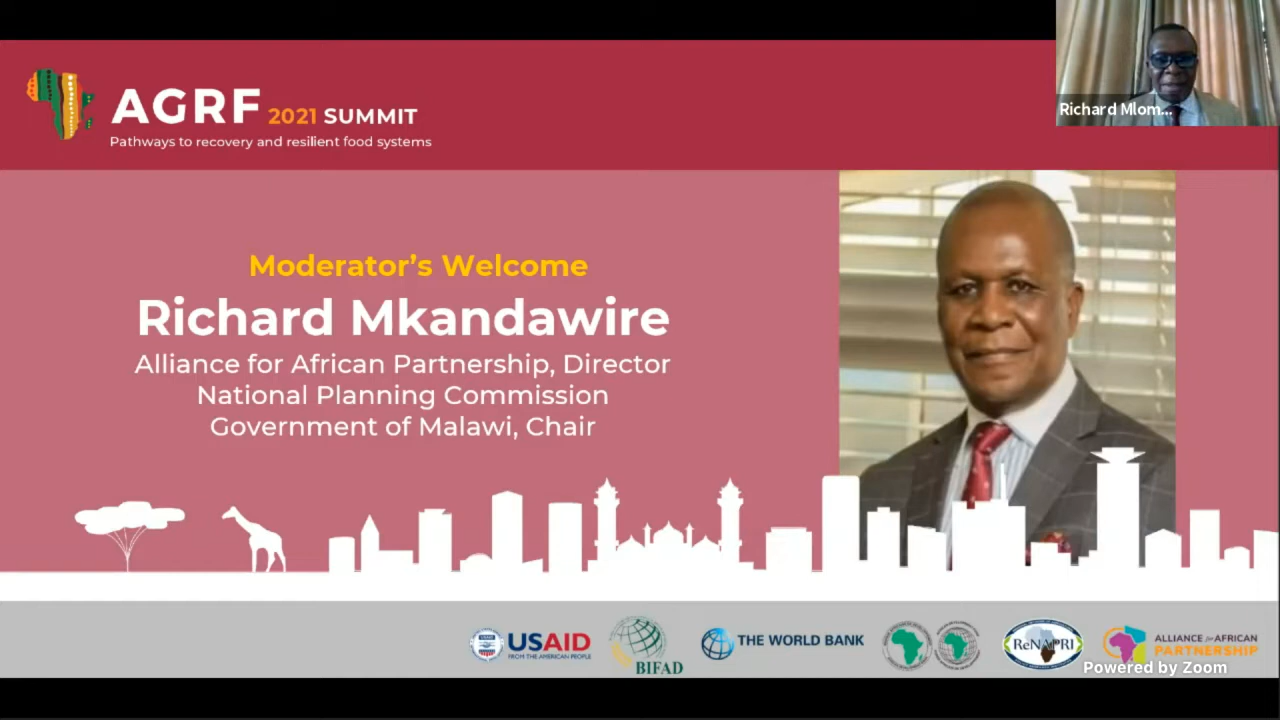 AGRF 2021 SUMMIT
Pathways to recovery and resilient food systems
Richard Mlom...
Moderator's Welcome
Richard Mkandawire
Alliance for African Partnership, Director
National Planning Commission
Government of Malawi, Chair
USAID
FROM THE AMERICAN PEOPLE
BIFAD
THE WORLD BANK
ReNAPRI
ALLIANCE for AFRICAN
PARTNERSHIP
Powered by Zoom